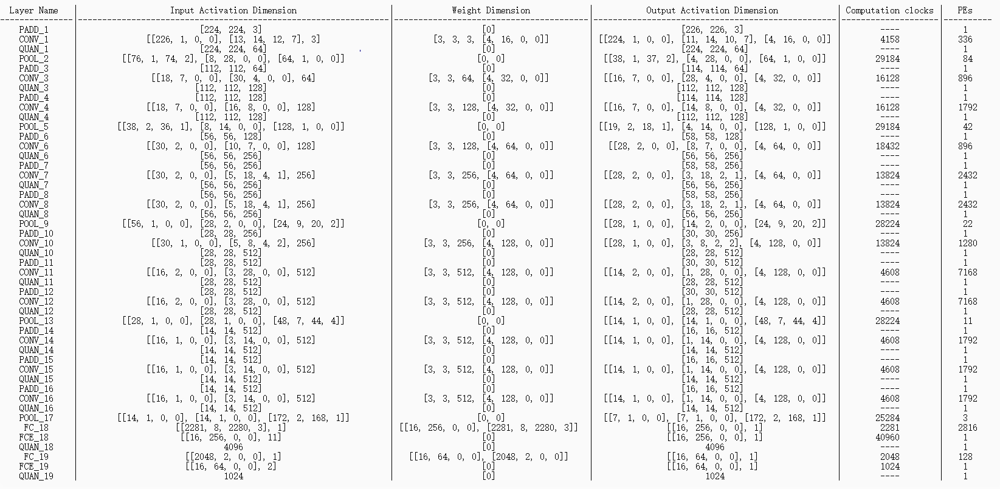 Layer Name | Input Activation Dimension | Weight Dimension | Output Activation Dimension | Computation clocks | PEs
PADD_1 | [224, 224, 3] | [0] | [226, 226, 3] | ---- | 1
CONV_1 | [[226, 1, 0, 0], [13, 14, 12, 7], 3] | [3, 3, 3, [4, 16, 0, 0]] | [[224, 1, 0, 0], [11, 14, 10, 7], [4, 16, 0, 0]] | 4158 | 336
QUAN_1 | [224, 224, 64] | [0] | [224, 224, 64] | ---- | 1
POOL_2 | [[76, 1, 74, 2], [8, 28, 0, 0], [64, 1, 0, 0]] | [0, 0] | [[38, 1, 37, 2], [4, 28, 0, 0], [64, 1, 0, 0]] | 29184 | 84
PADD_3 | [112, 112, 64] | [0] | [114, 114, 64] | ---- | 1
CONV_3 | [[18, 7, 0, 0], [30, 4, 0, 0], 64] | [3, 3, 64, [4, 32, 0, 0]] | [[16, 7, 0, 0], [28, 4, 0, 0], [4, 32, 0, 0]] | 16128 | 896
QUAN_3 | [112, 112, 128] | [0] | [112, 112, 128] | ---- | 1
PADD_4 | [112, 112, 128] | [0] | [114, 114, 128] | ---- | 1
CONV_4 | [[18, 7, 0, 0], [16, 8, 0, 0], 128] | [3, 3, 128, [4, 32, 0, 0]] | [[16, 7, 0, 0], [14, 8, 0, 0], [4, 32, 0, 0]] | 16128 | 1792
QUAN_4 | [112, 112, 128] | [0] | [112, 112, 128] | ---- | 1
POOL_5 | [[38, 2, 36, 1], [8, 14, 0, 0], [128, 1, 0, 0]] | [0, 0] | [[19, 2, 18, 1], [4, 14, 0, 0], [128, 1, 0, 0]] | 29184 | 42
PADD_6 | [56, 56, 128] | [0] | [58, 58, 128] | ---- | 1
CONV_6 | [[30, 2, 0, 0], [10, 7, 0, 0], 128] | [3, 3, 128, [4, 64, 0, 0]] | [[28, 2, 0, 0], [8, 7, 0, 0], [4, 64, 0, 0]] | 18432 | 896
QUAN_6 | [56, 56, 256] | [0] | [56, 56, 256] | ---- | 1
PADD_7 | [56, 56, 256] | [0] | [58, 58, 256] | ---- | 1
CONV_7 | [[30, 2, 0, 0], [5, 18, 4, 1], 256] | [3, 3, 256, [4, 64, 0, 0]] | [[28, 2, 0, 0], [3, 18, 2, 1], [4, 64, 0, 0]] | 13824 | 2432
QUAN_7 | [56, 56, 256] | [0] | [56, 56, 256] | ---- | 1
PADD_8 | [56, 56, 256] | [0] | [58, 58, 256] | ---- | 1
CONV_8 | [[30, 2, 0, 0], [5, 18, 4, 1], 256] | [3, 3, 256, [4, 64, 0, 0]] | [[28, 2, 0, 0], [3, 18, 2, 1], [4, 64, 0, 0]] | 13824 | 2432
QUAN_8 | [56, 56, 256] | [0] | [56, 56, 256] | ---- | 1
POOL_9 | [[56, 1, 0, 0], [28, 2, 0, 0], [24, 9, 20, 2]] | [0, 0] | [[28, 1, 0, 0], [14, 2, 0, 0], [24, 9, 20, 2]] | 28224 | 22
PADD_10 | [28, 28, 256] | [0] | [30, 30, 256] | ---- | 1
CONV_10 | [[30, 1, 0, 0], [5, 8, 4, 2], 256] | [3, 3, 256, [4, 128, 0, 0]] | [[28, 1, 0, 0], [3, 8, 2, 2], [4, 128, 0, 0]] | 13824 | 1280
QUAN_10 | [28, 28, 512] | [0] | [28, 28, 512] | ---- | 1
PADD_11 | [28, 28, 512] | [0] | [30, 30, 512] | ---- | 1
CONV_11 | [[16, 2, 0, 0], [3, 28, 0, 0], 512] | [3, 3, 512, [4, 128, 0, 0]] | [[14, 2, 0, 0], [1, 28, 0, 0], [4, 128, 0, 0]] | 4608 | 7168
QUAN_11 | [28, 28, 512] | [0] | [28, 28, 512] | ---- | 1
PADD_12 | [28, 28, 512] | [0] | [30, 30, 512] | ---- | 1
CONV_12 | [[16, 2, 0, 0], [3, 28, 0, 0], 512] | [3, 3, 512, [4, 128, 0, 0]] | [[14, 2, 0, 0], [1, 28, 0, 0], [4, 128, 0, 0]] | 4608 | 7168
QUAN_12 | [28, 28, 512] | [0] | [28, 28, 512] | ---- | 1
POOL_13 | [[28, 1, 0, 0], [28, 1, 0, 0], [48, 7, 44, 4]] | [0, 0] | [[14, 1, 0, 0], [14, 1, 0, 0], [48, 7, 44, 4]] | 28224 | 11
PADD_14 | [14, 14, 512] | [0] | [16, 16, 512] | ---- | 1
CONV_14 | [[16, 1, 0, 0], [3, 14, 0, 0], 512] | [3, 3, 512, [4, 128, 0, 0]] | [[14, 1, 0, 0], [1, 14, 0, 0], [4, 128, 0, 0]] | 4608 | 1792
QUAN_14 | [14, 14, 512] | [0] | [14, 14, 512] | ---- | 1
PADD_15 | [14, 14, 512] | [0] | [16, 16, 512] | ---- | 1
CONV_15 | [[16, 1, 0, 0], [3, 14, 0, 0], 512] | [3, 3, 512, [4, 128, 0, 0]] | [[14, 1, 0, 0], [1, 14, 0, 0], [4, 128, 0, 0]] | 4608 | 1792
QUAN_15 | [14, 14, 512] | [0] | [14, 14, 512] | ---- | 1
PADD_16 | [14, 14, 512] | [0] | [16, 16, 512] | ---- | 1
CONV_16 | [[16, 1, 0, 0], [3, 14, 0, 0], 512] | [3, 3, 512, [4, 128, 0, 0]] | [[14, 1, 0, 0], [1, 14, 0, 0], [4, 128, 0, 0]] | 4608 | 1792
QUAN_16 | [14, 14, 512] | [0] | [14, 14, 512] | ---- | 1
POOL_17 | [[14, 1, 0, 0], [14, 1, 0, 0], [172, 2, 168, 1]] | [0, 0] | [[7, 1, 0, 0], [7, 1, 0, 0], [172, 2, 168, 1]] | 25284 | 3
FC_18 | [[2281, 8, 2280, 3], 1] | [[16, 256, 0, 0], [2281, 8, 2280, 3]] | [[16, 256, 0, 0], 1] | 2281 | 2816
FCE_18 | [[16, 256, 0, 0], 11] | [0] | [[16, 256, 0, 0], 1] | 40960 | 1
QUAN_18 | 4096 | [0] | 4096 | ---- | 1
FC_19 | [[2048, 2, 0, 0], 1] | [[16, 64, 0, 0], [2048, 2, 0, 0]] | [[16, 64, 0, 0], 1] | 2048 | 128
FCE_19 | [[16, 64, 0, 0], 2] | [0] | [[16, 64, 0, 0], 1] | 1024 | 1
QUAN_19 | 1024 | [0] | 1024 | ---- | 1